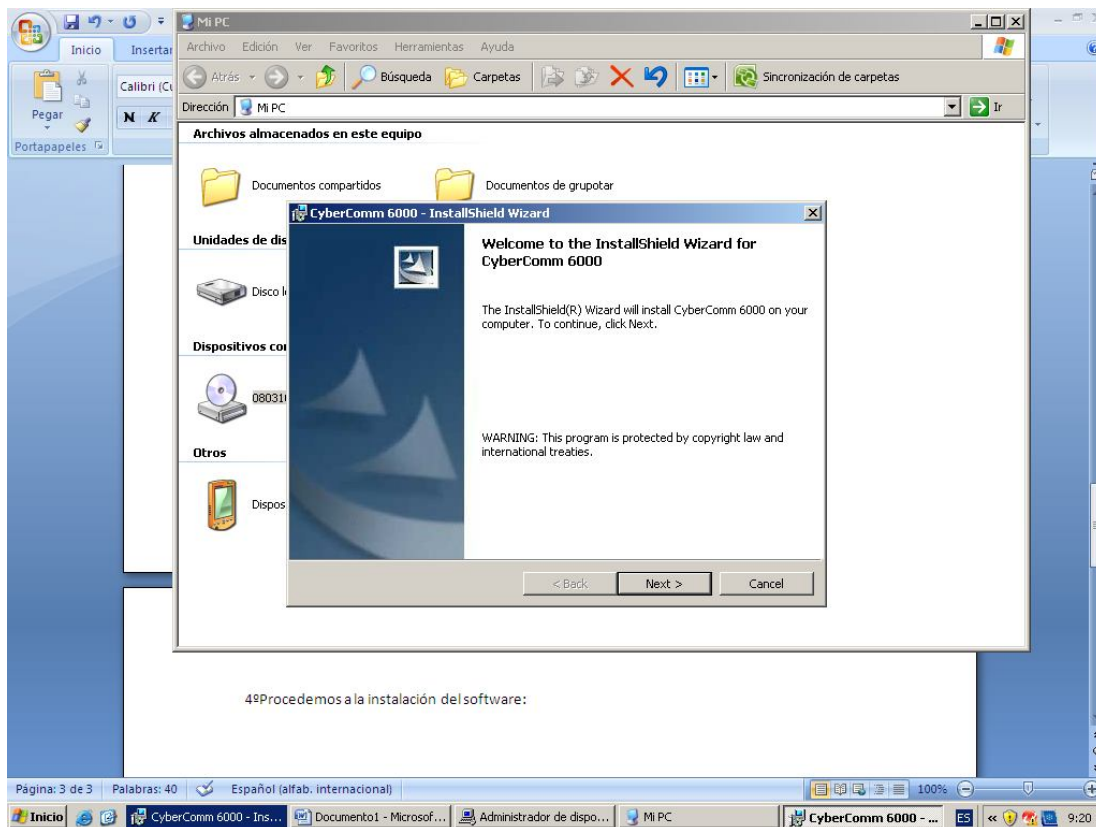 Mi PC
Inicio
Insertar
Archivo Edición Ver Favoritos Herramientas Ayuda
Atrás Búsqueda Carpetas Sincronización de carpetas
Pegar
Calibri (Cu
N K
Portapapeles
Dirección Mi PC Ir
Archivos almacenados en este equipo
Documentos compartidos Documentos de grupotar
Unidades de dis
Disco l
Dispositivos co
080310
Otros
Dispos
CyberComm 6000 - InstallShield Wizard
Welcome to the InstallShield Wizard for
CyberComm 6000
The InstallShield(R) Wizard will install CyberComm 6000 on your
computer. To continue, click Next.
WARNING: This program is protected by copyright law and
international treaties.
< Back Next > Cancel
4ºProcedemos a la instalación del software:
Página: 3 de 3 Palabras: 40 Español (alfab. internacional) 100%
Inicio CyberComm 6000 - Ins... Documento1 - Microsof... Administrador de dispo... Mi PC CyberComm 6000 - ... ES « 9:20